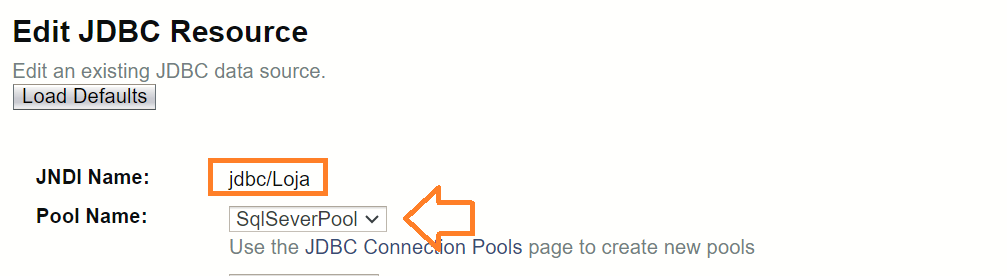 Edit JDBC Resource
Edit an existing JDBC data source.
Load Defaults
JNDI Name: jdbc/Loja
Pool Name: SqlSeverPool
Use the JDBC Connection Pools page to create new pools